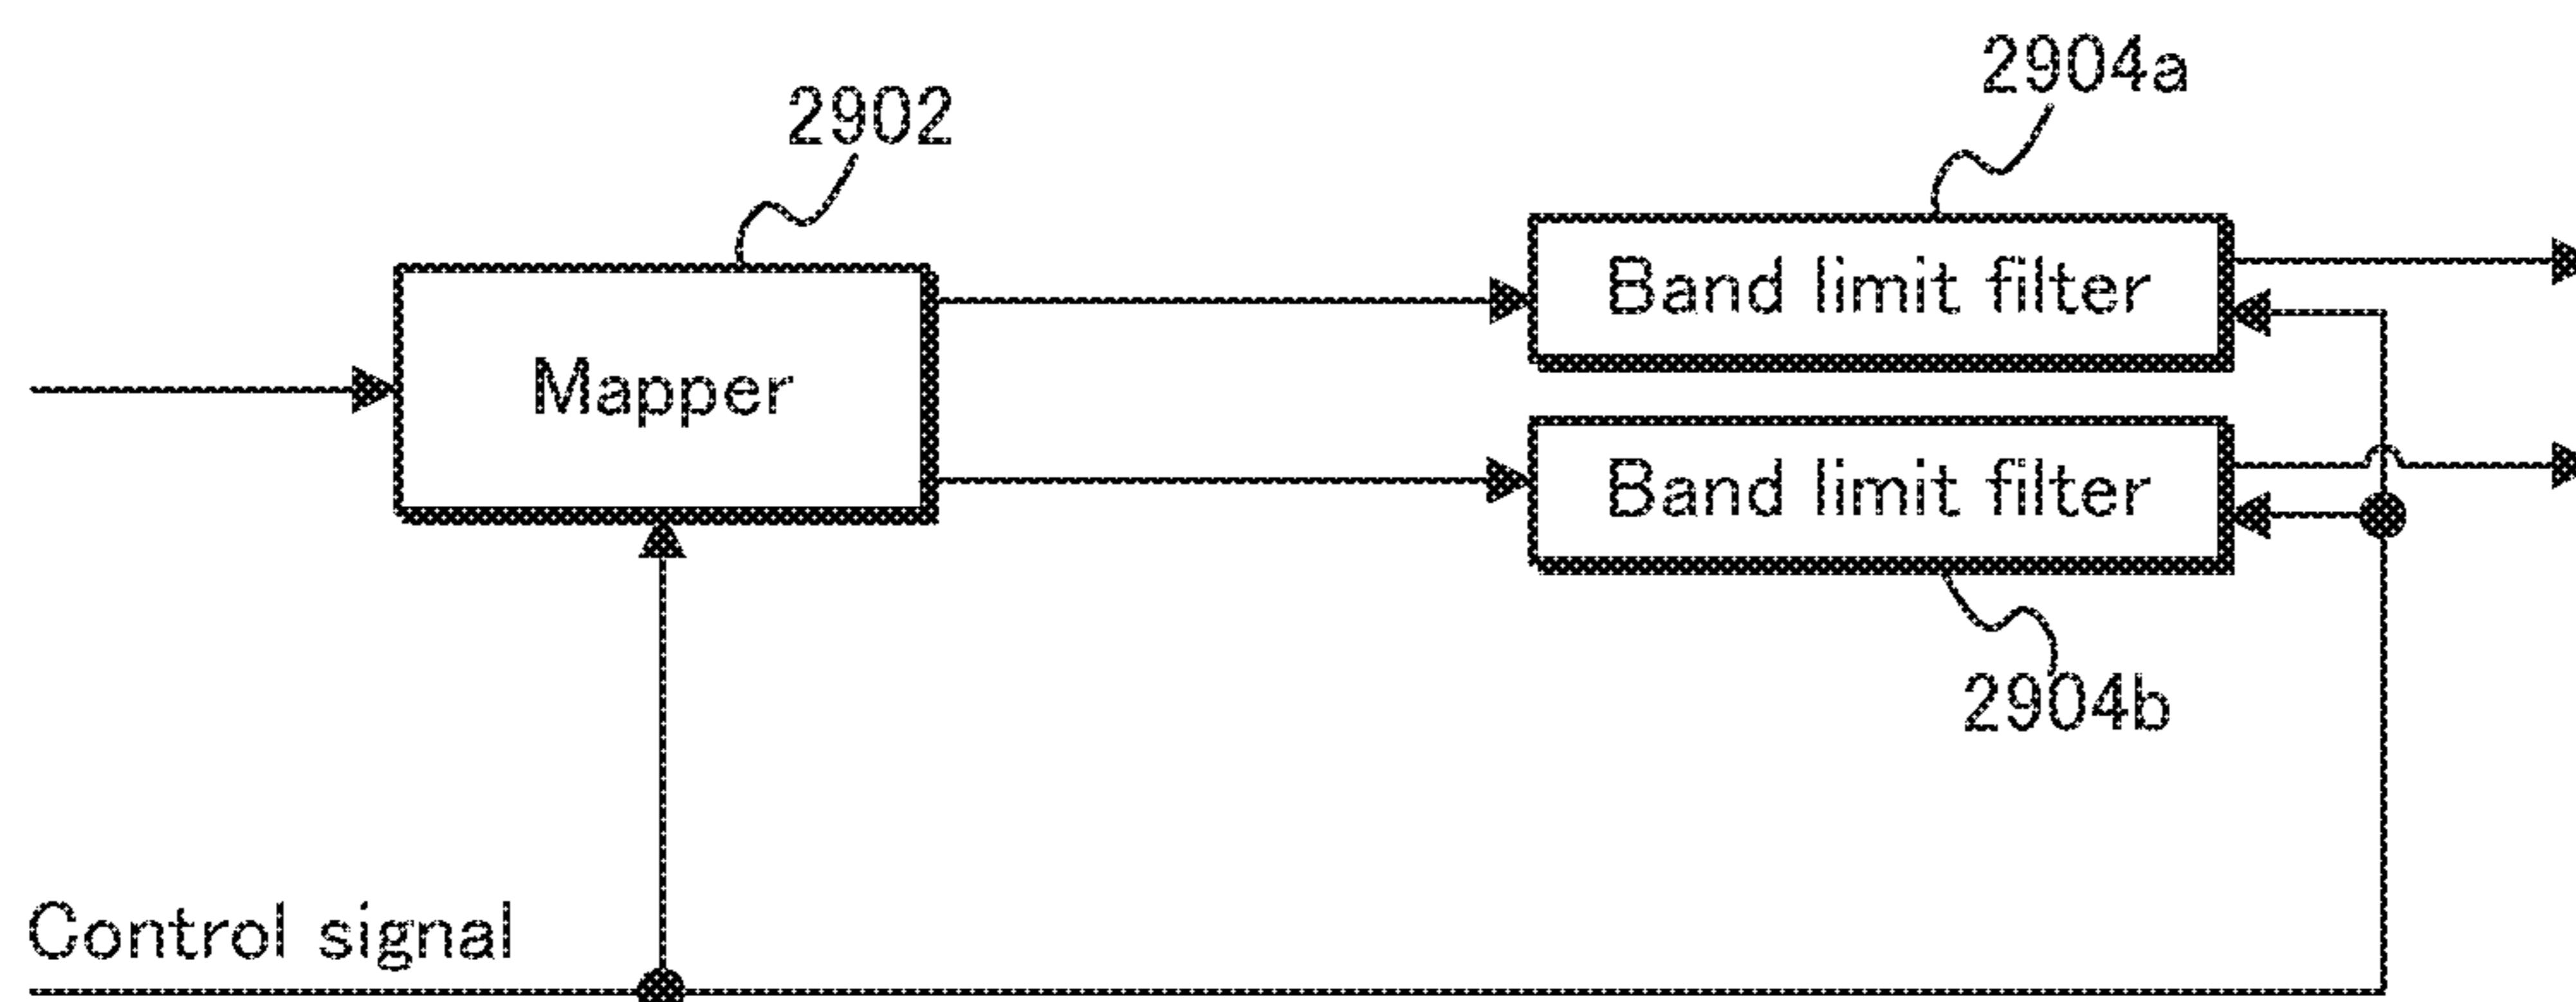 2904a
2902
Band limit filter
Mapper
Band limit filter
2904b
Control signal